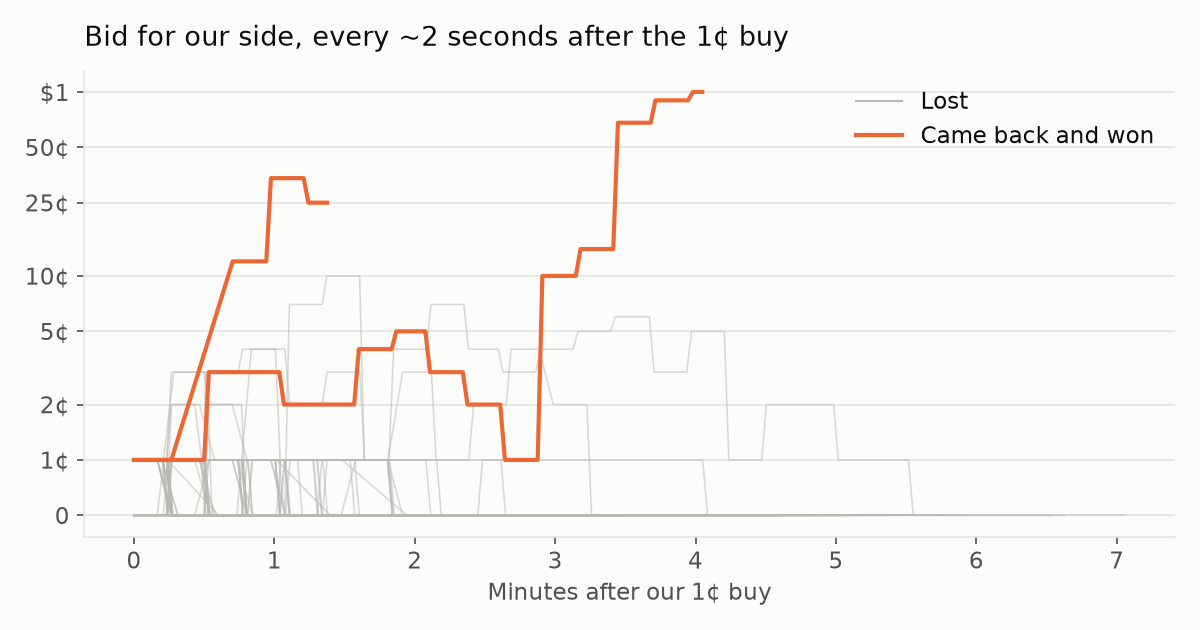 Bid for our side, every ~2 seconds after the 1¢ buy
$1
50¢
25¢
10¢
5¢
2¢
1¢
0
Lost
Came back and won
0 1 2 3 4 5 6 7
Minutes after our 1¢ buy